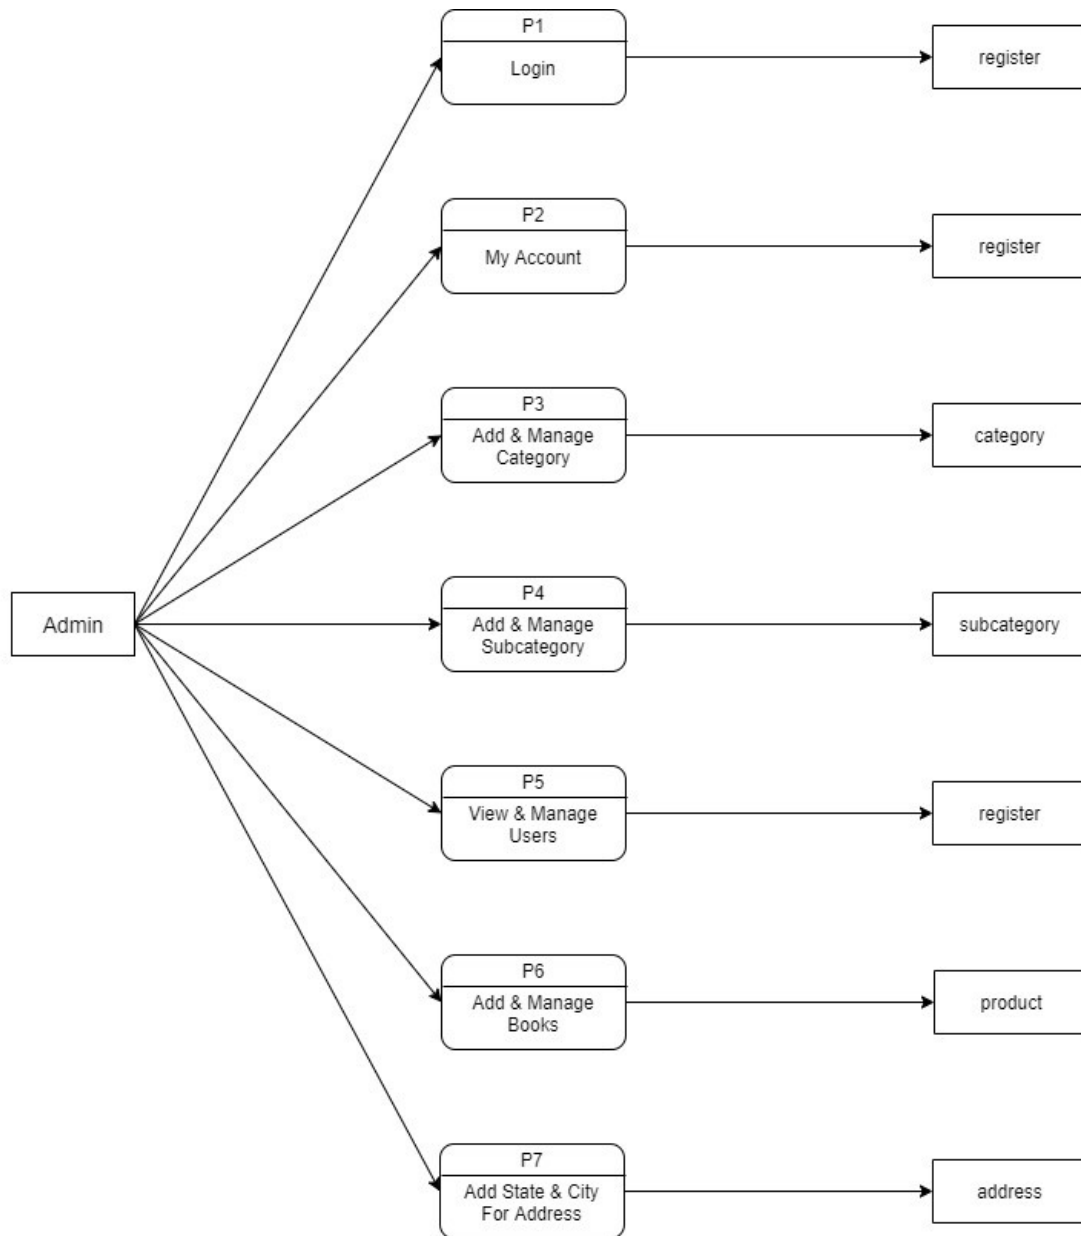 P1
Login
register
P2
My Account
register
P3
Add & Manage
Category
category
Admin
P4
Add & Manage
Subcategory
subcategory
P5
View & Manage
Users
register
P6
Add & Manage
Books
product
P7
Add State & City
For Address
address